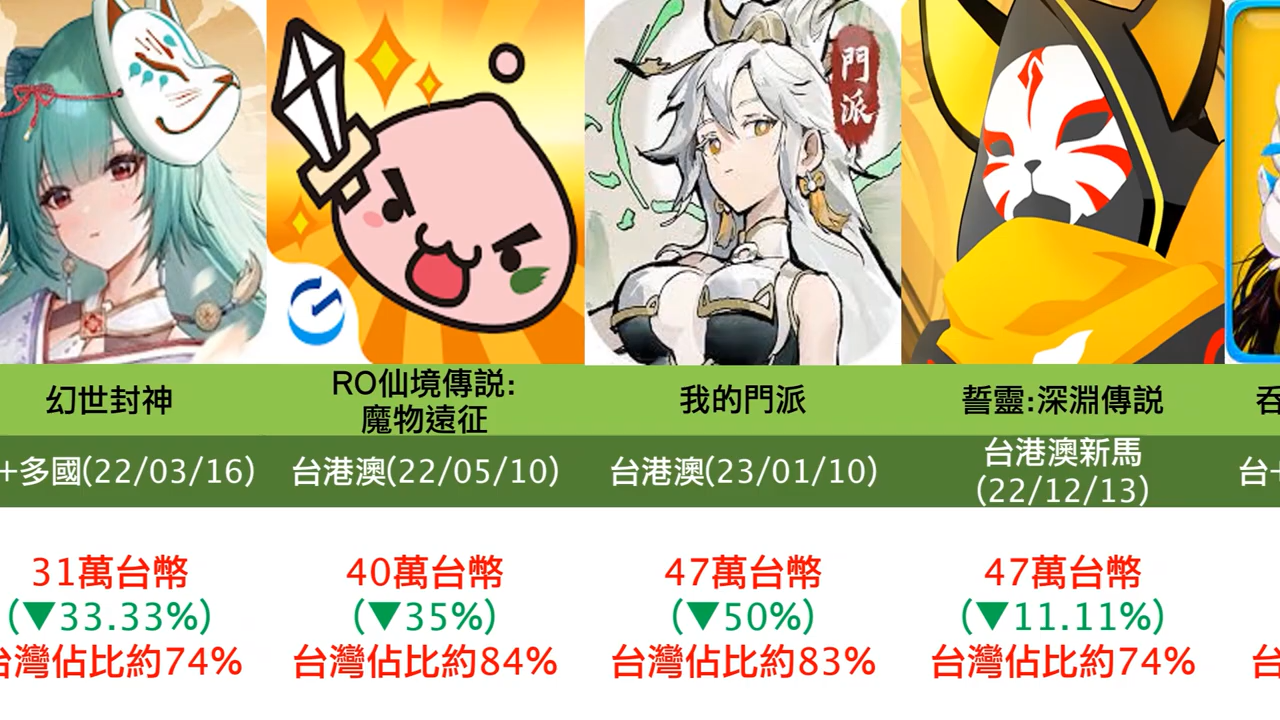 門派
幻世封神
RO仙境傳説:
魔物遠征
我的門派
誓靈:深淵傳説
吞
+多國(22/03/16)
台港澳(22/05/10)
台港澳(23/01/10)
台港澳新馬
(22/12/13)
台+
31萬台幣
(▼33.33%)
台灣佔比約74%
40萬台幣
(▼35%)
台灣佔比約84%
47萬台幣
(▼50%)
台灣佔比約83%
47萬台幣
(▼11.11%)
台灣佔比約74%
台